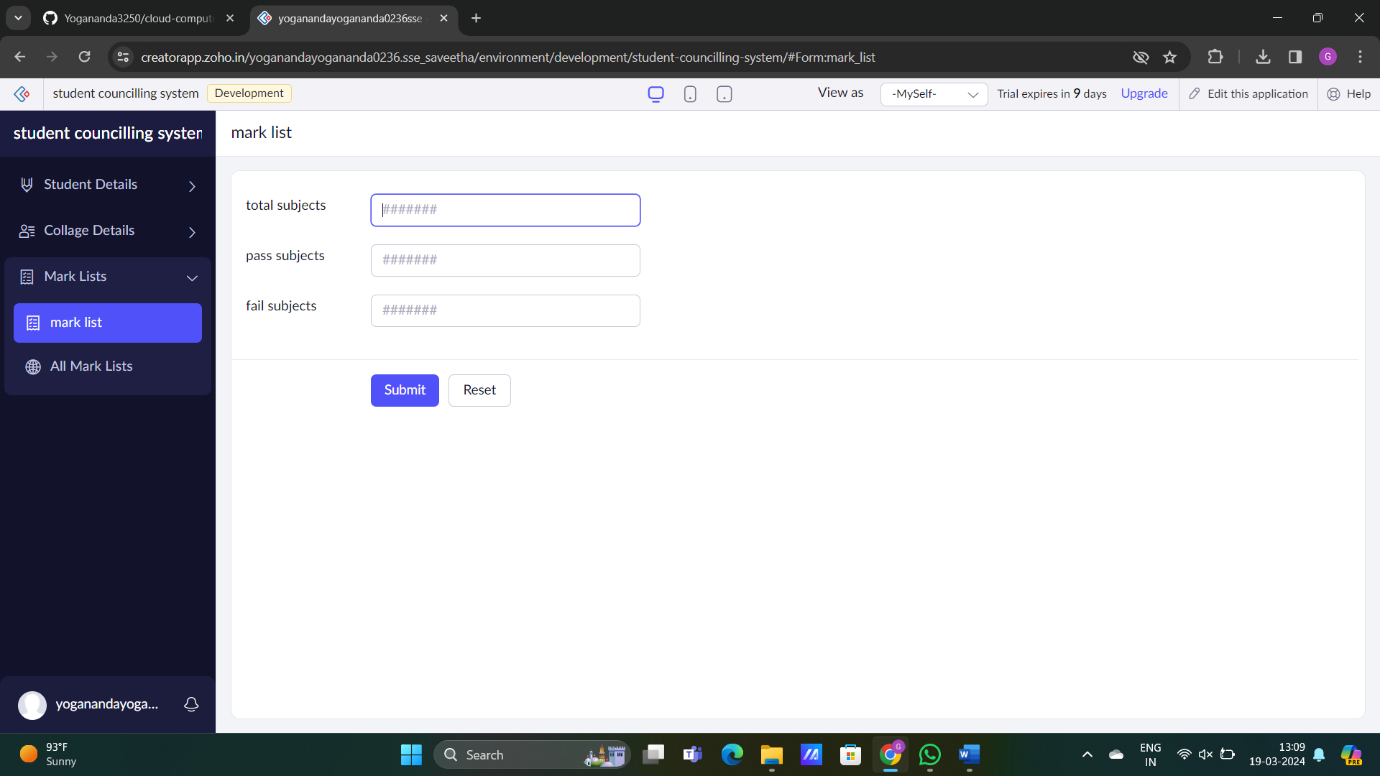 Yogananda3250/cloud-comput
yoganandayogananda0236sse
creatorapp.zoho.in/yoganandayogananda0236.sse_saveetha/environment/development/student-councilling-system/#Form:mark_list
G
student councilling system
Development
View as
-MySelf-
Trial expires in 9 days
Upgrade
Edit this application
Help
student councilling system
mark list
Student Details
Collage Details
Mark Lists
mark list
All Mark Lists
total subjects
#######
pass subjects
#######
fail subjects
#######
Submit
Reset
yoganandayoga...
93°F
Sunny
Search
G
ENG
IN
13:09
19-03-2024
PRE